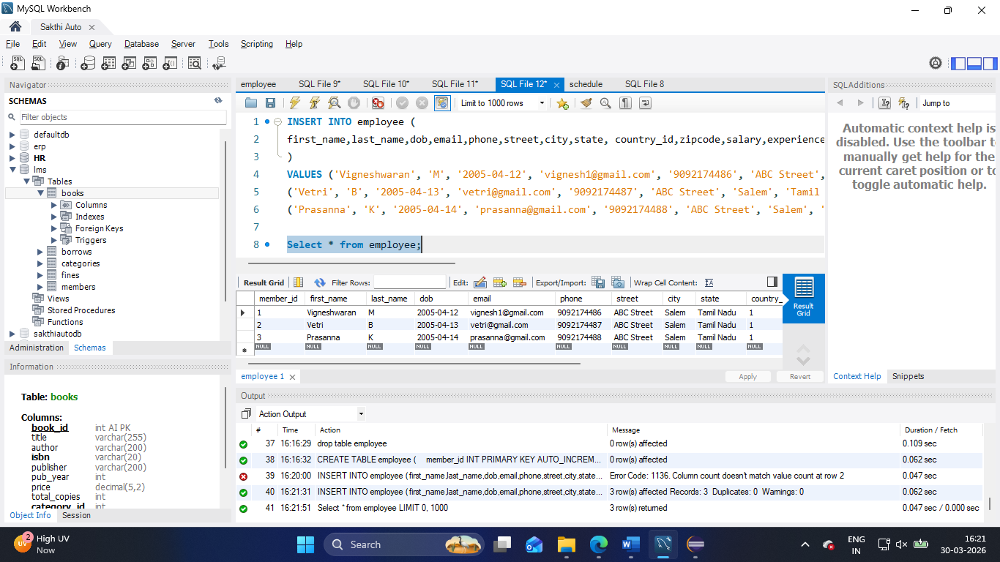 MySQL Workbench
Sakthi Auto
File Edit View Query Database Server Tools Scripting Help
Navigator
SCHEMAS
Filter objects
defaultdb
erp
HR
lms
Tables
books
Columns
Indexes
Foreign Keys
Triggers
borrows
categories
fines
members
Views
Stored Procedures
Functions
sakthiautodb
Administration Schemas
Information
Table: books
Columns:
book_id int AI PK
title varchar(255)
author varchar(200)
isbn varchar(20)
publisher varchar(200)
pub_year int
price decimal(5,2)
total_copies int
category_id int
Object Info Session
employee SQL File 9* SQL File 10* SQL File 11* SQL File 12* schedule SQL File 8
Limit to 1000 rows
1 INSERT INTO employee (
2 first_name,last_name,dob,email,phone,street,city,state, country_id,zipcode,salary,experience
3 )
4 VALUES ('Vigneshwaran', 'M', '2005-04-12', 'vignesh1@gmail.com', '9092174486', 'ABC Street',
5 ('Vetri', 'B', '2005-04-13', 'vetri@gmail.com', '9092174487', 'ABC Street', 'Salem', 'Tamil
6 ('Prasanna', 'K', '2005-04-14', 'prasanna@gmail.com', '9092174488', 'ABC Street', 'Salem', '
7
8 Select * from employee;
Result Grid Filter Rows: Edit: Export/Import: Wrap Cell Content:
member_id first_name last_name dob email phone street city state country_
1 Vigneshwaran M 2005-04-12 vignesh1@gmail.com 9092174486 ABC Street Salem Tamil Nadu 1
2 Vetri B 2005-04-13 vetri@gmail.com 9092174487 ABC Street Salem Tamil Nadu 1
3 Prasanna K 2005-04-14 prasanna@gmail.com 9092174488 ABC Street Salem Tamil Nadu 1
NULL NULL NULL NULL NULL NULL NULL NULL NULL NULL
Result
Grid
employee 1
Apply Revert
SQLAdditions
Jump to
Automatic context help is
disabled. Use the toolbar t
manually get help for the
current caret position or to
toggle automatic help.
Context Help Snippets
Output
Action Output
# Time Action Message Duration / Fetch
37 16:16:29 drop table employee 0 row(s) affected 0.109 sec
38 16:16:32 CREATE TABLE employee ( member_id INT PRIMARY KEY AUTO_INCREM... 0 row(s) affected 0.062 sec
39 16:20:00 INSERT INTO employee ( first_name,last_name,dob,email,phone,street,city,state... Error Code: 1136. Column count doesn't match value count at row 2 0.047 sec
40 16:21:31 INSERT INTO employee ( first_name,last_name,dob,email,phone,street,city,state... 3 row(s) affected Records: 3 Duplicates: 0 Warnings: 0 0.062 sec
41 16:21:51 Select * from employee LIMIT 0, 1000 3 row(s) returned 0.047 sec / 0.000 sec
UV 2 High UV
Now
Search
ENG
IN
16:21
30-03-2026